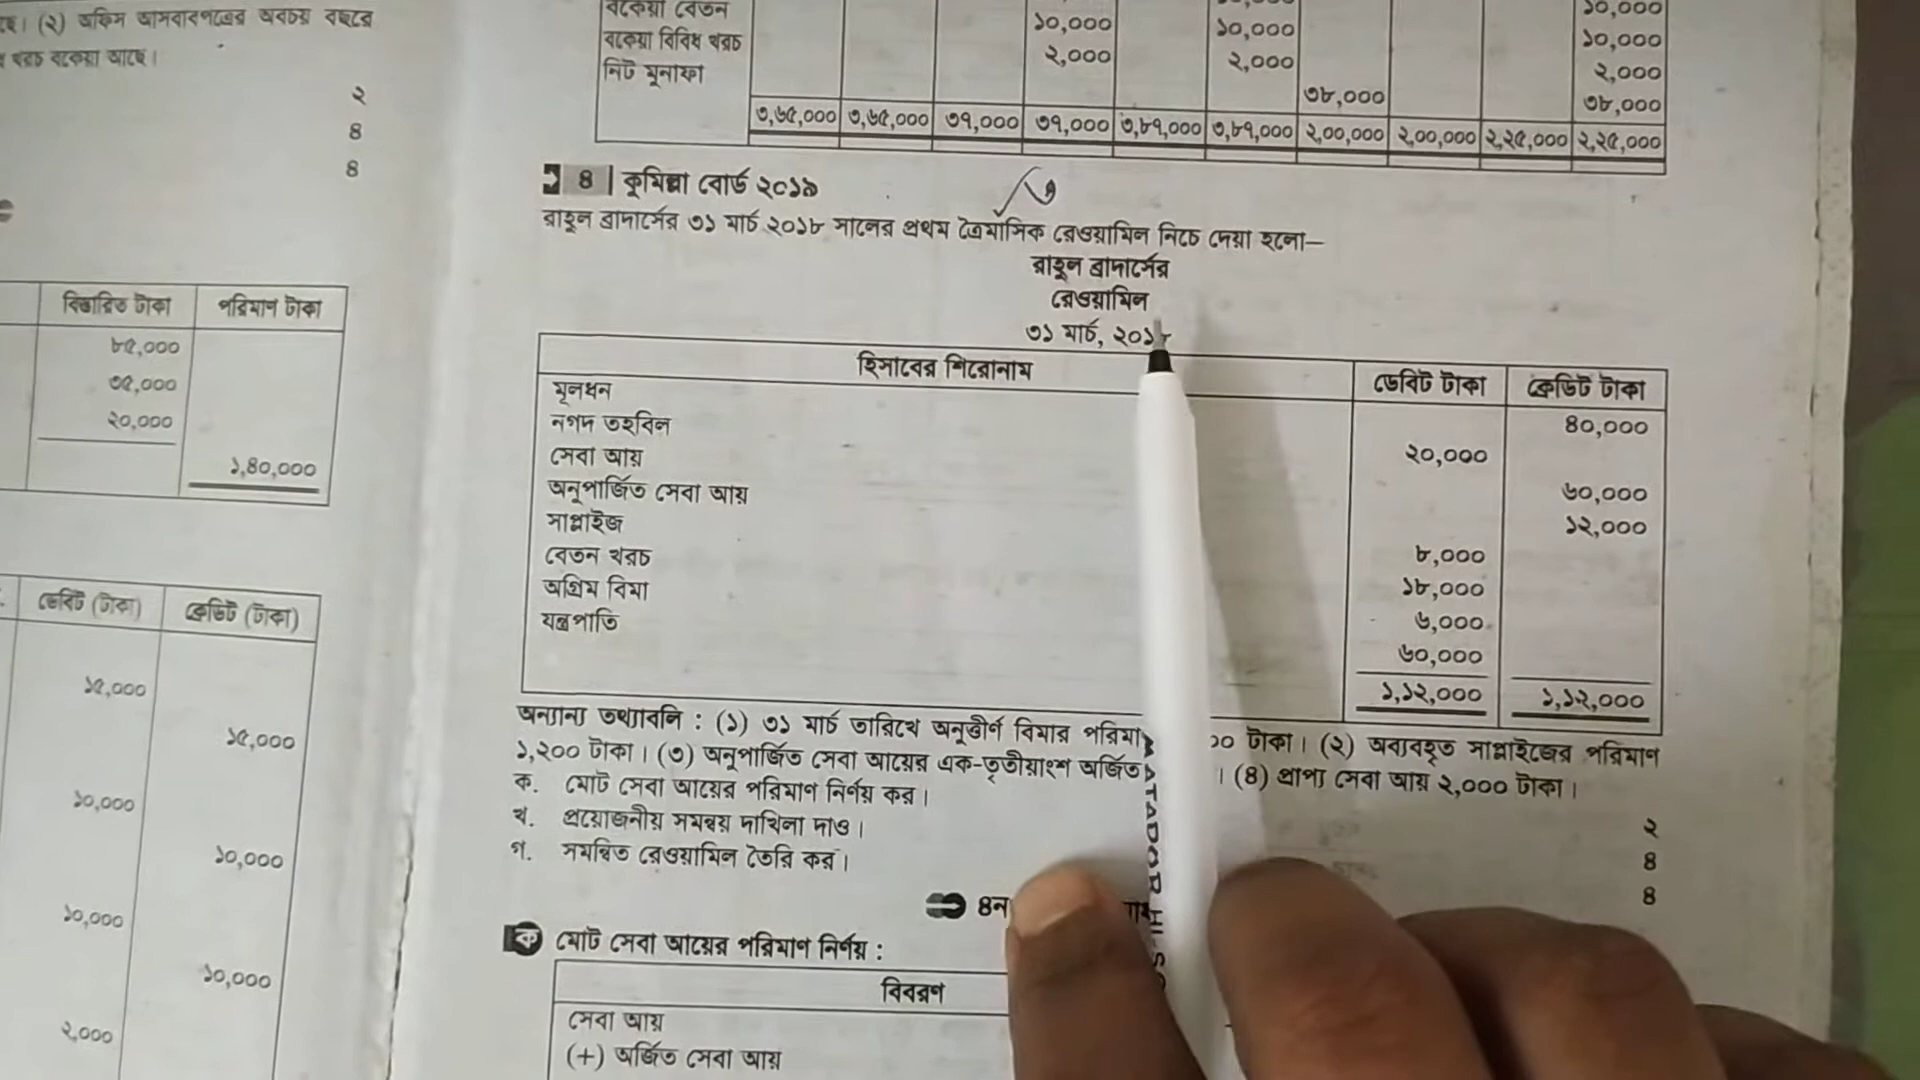 ছে। (২) অফিস আসবাবপত্রের অবচয় বছরে
খরচ বকেয়া আছে।
২
৪
৪
বিস্তারিত টাকা পরিমাণ টাকা
৮৫,০০০
৩৫,০০০
২০,০০০
১,৪০,০০০
ডেবিট (টাকা) ক্রেডিট (টাকা)
১৫,০০০
১৫,০০০
১০,০০০
১০,০০০
১০,০০০
১০,০০০
২,০০০
বকেয়া বেতন ১০,০০০ ১০,০০০ ১০,০০০
বকেয়া বিবিধ খরচ ২,০০০ ২,০০০ ১০,০০০
নিট মুনাফা ২,০০০
৩৮,০০০ ৩৮,০০০
৩,৬৫,০০০ ৩,৬৫,০০০ ৩৭,০০০ ৩৭,০০০ ৩,৮৭,০০০ ৩,৮৭,০০০ ২,০০,০০০ ২,০০,০০০ ২,২৫,০০০ ২,২৫,০০০
৪ কুমিল্লা বোর্ড ২০১৯
রাহুল ব্রাদার্সের ৩১ মার্চ ২০১৮ সালের প্রথম ত্রৈমাসিক রেওয়ামিল নিচে দেয়া হলো—
রাহুল ব্রাদার্সের
রেওয়ামিল
৩১ মার্চ, ২০১৮
হিসাবের শিরোনাম ডেবিট টাকা ক্রেডিট টাকা
মূলধন ৪০,০০০
নগদ তহবিল ২০,০০০
সেবা আয় ৬০,০০০
অনুপার্জিত সেবা আয় ১২,০০০
সাপ্লাইজ ৮,০০০
বেতন খরচ ১৮,০০০
অগ্রিম বিমা ৬,০০০
যন্ত্রপাতি ৬০,০০০
১,১২,০০০ ১,১২,০০০
অন্যান্য তথ্যাবলি : (১) ৩১ মার্চ তারিখে অনুত্তীর্ণ বিমার টাকা। (২) অব্যবহৃত সাপ্লাইজের পরিমাণ
১,২০০ টাকা। (৩) অনুপার্জিত সেবা আয়ের এক-তৃতীয়াংশ অর্জিত । (৪) প্রাপ্য সেবা আয় ২,০০০ টাকা।
ক. মোট সেবা আয়ের পরিমাণ নির্ণয় কর। ২
খ. প্রয়োজনীয় সমন্বয় দাখিলা দাও। ৪
গ. সমন্বিত রেওয়ামিল তৈরি কর। ৪
৪ন
ক মোট সেবা আয়ের পরিমাণ নির্ণয় :
বিবরণ
সেবা আয়
(+) অর্জিত সেবা আয়
MATADOR HI-S